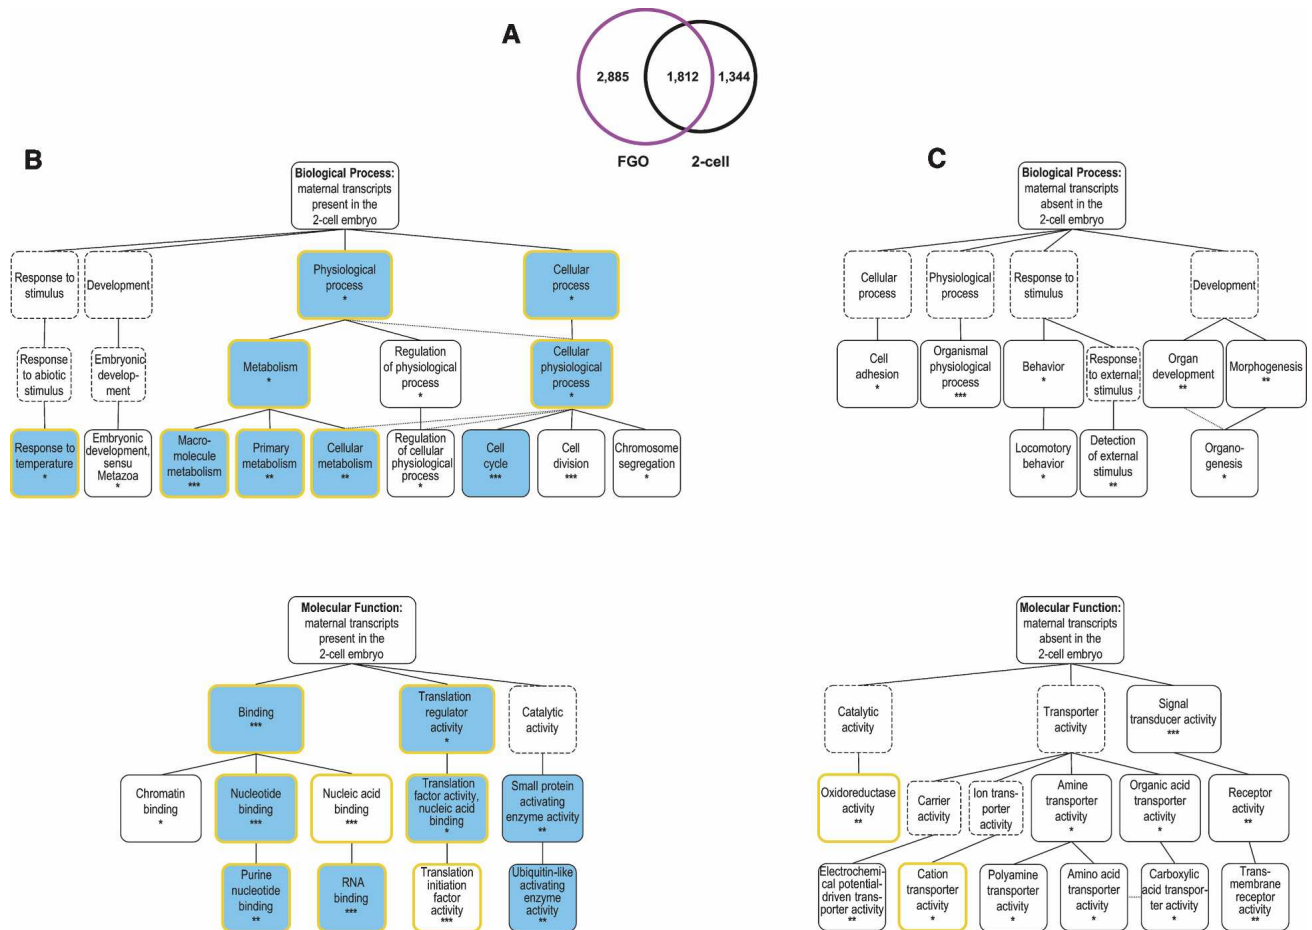 A
2,885
1,812
1,344
FGO
2-cell
B
Biological Process:
maternal transcripts
present in the
2-cell embryo
Response to
stimulus
Development
Physiological
process
*
Cellular
process
*
Response
to abiotic
stimulus
Embryonic
develop-
ment
Metabolism
*
Regulation
of physiological
process
*
Cellular
physiological
process
*
Response to
temperature
*
Embryonic
development,
sensu
Metazoa
*
Macro-
molecule
metabolism
***
Primary
metabolism
**
Cellular
metabolism
**
Regulation
of cellular
physiological
process
*
Cell
cycle
***
Cell
division
***
Chromosome
segregation
*
Molecular Function:
maternal transcripts
present in the
2-cell embryo
Binding
***
Translation
regulator
activity
*
Catalytic
activity
Chromatin
binding
*
Nucleotide
binding
***
Nucleic acid
binding
***
Translation
factor activity,
nucleic acid
binding
*
Small protein
activating
enzyme activity
**
Purine
nucleotide
binding
**
RNA
binding
***
Translation
initiation
factor
activity
***
Ubiquitin-like
activating
enzyme
activity
**
C
Biological Process:
maternal transcripts
absent in the
2-cell embryo
Cellular
process
Physiological
process
Response to
stimulus
Development
Cell
adhesion
*
Organismal
physiological
process
***
Behavior
*
Response
to external
stimulus
Organ
development
**
Morphogenesis
**
Locomotory
behavior
*
Detection
of external
stimulus
**
Organo-
genesis
*
Molecular Function:
maternal transcripts
absent in the
2-cell embryo
Catalytic
activity
Transporter
activity
Signal
transducer activity
***
Oxidoreductase
activity
**
Carrier
activity
Ion trans-
porter
activity
Amine
transporter
activity
*
Organic acid
transporter
activity
*
Receptor
activity
**
Electrochemi-
cal potential-
driven trans-
porter activity
**
Cation
transporter
activity
*
Polyamine
transporter
activity
*
Amino acid
transporter
activity
*
Carboxylic
acid transpor-
ter activity
*
Trans-
membrane
receptor
activity
**